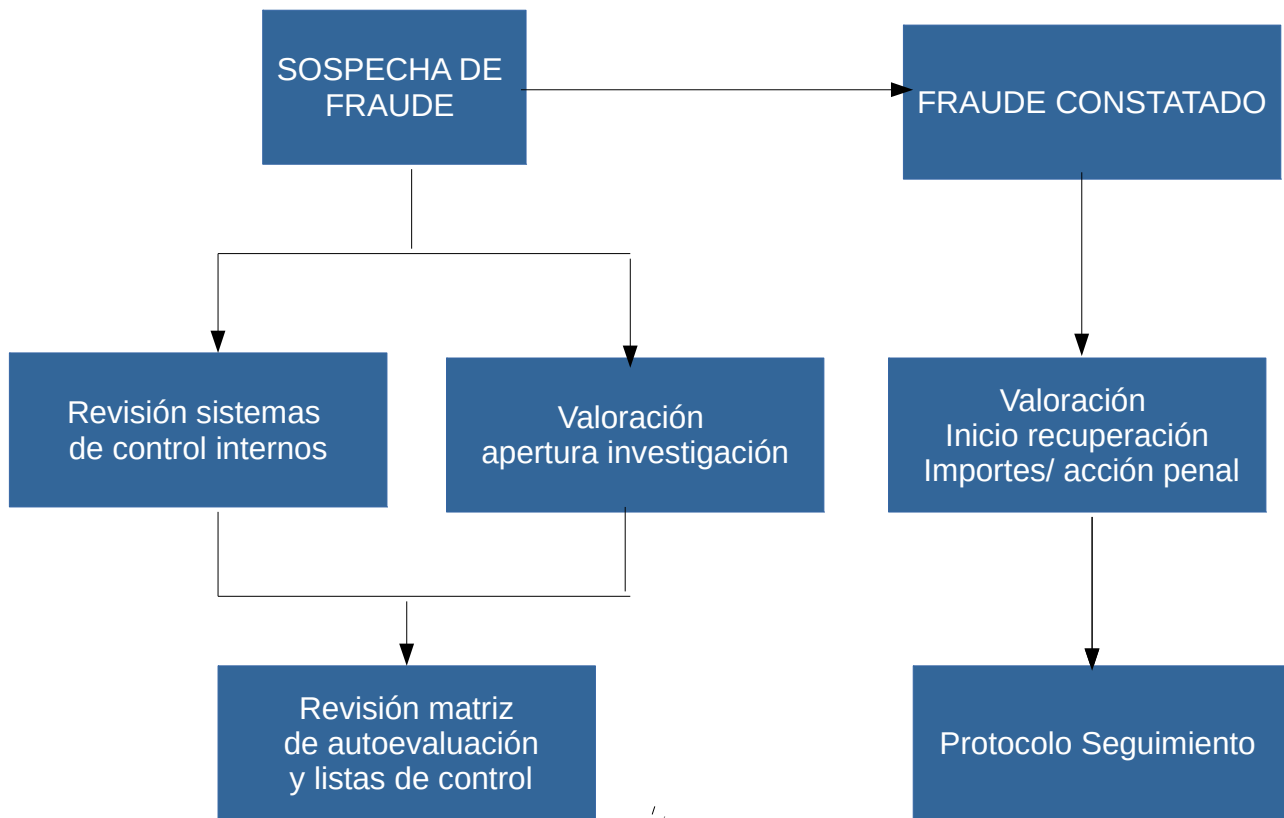 SOSPECHA DE
FRAUDE
FRAUDE CONSTATADO
Revisión sistemas
de control internos
Valoración
apertura investigación
Valoración
Inicio recuperación
Importes/ acción penal
Revisión matriz
de autoevaluación
y listas de control
Protocolo Seguimiento